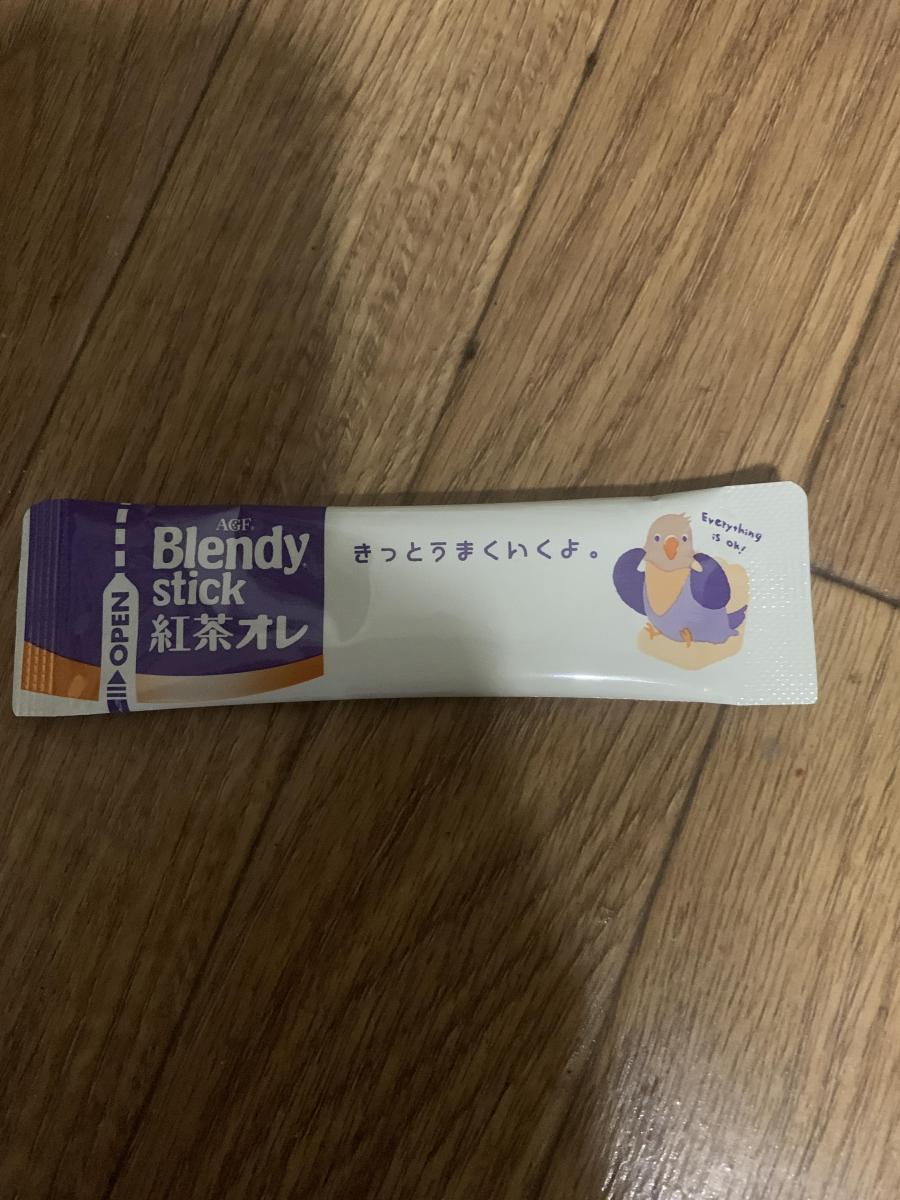 AGF®
Blendy®
stick
紅茶オレ
OPEN
きっとうまくいくよ。
Everything
is ok!